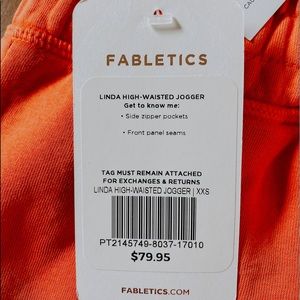 FABLETICS
LINDA HIGH-WAISTED JOGGER
Get to know me:
• Side zipper pockets
• Front panel seams
TAG MUST REMAIN ATTACHED
FOR EXCHANGES & RETURNS
LINDA HIGH-WAISTED JOGGER | XXS
PT2145749-8037-17010
$79.95
FABLETICS.COM